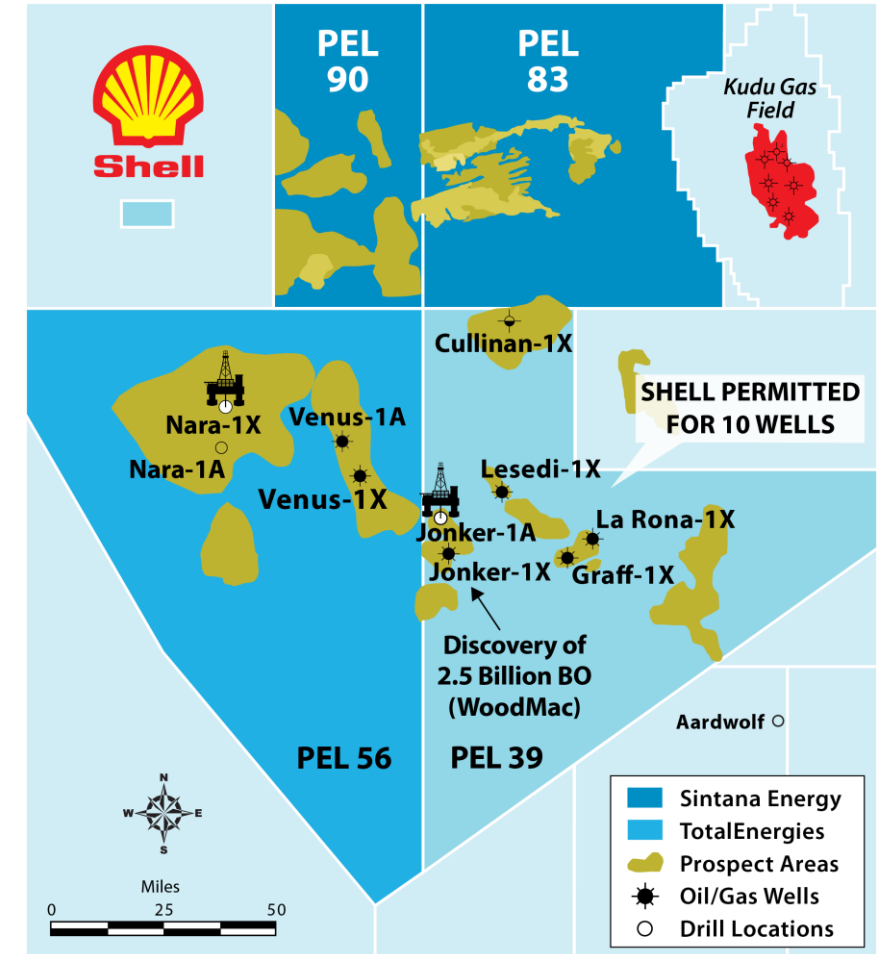 PEL
90
PEL
83
Kudu Gas
Field
Shell
Cullinan-1X
SHELL PERMITTED
FOR 10 WELLS
Nara-1X
Venus-1A
Nara-1A
Venus-1X
Lesedi-1X
La Rona-1X
Jonker-1A
Jonker-1X
Graff-1X
Discovery of
2.5 Billion BO
(WoodMac)
Aardwolf
PEL 56
PEL 39
N
W
E
S
Miles
0 25 50
Sintana Energy
TotalEnergies
Prospect Areas
Oil/Gas Wells
Drill Locations